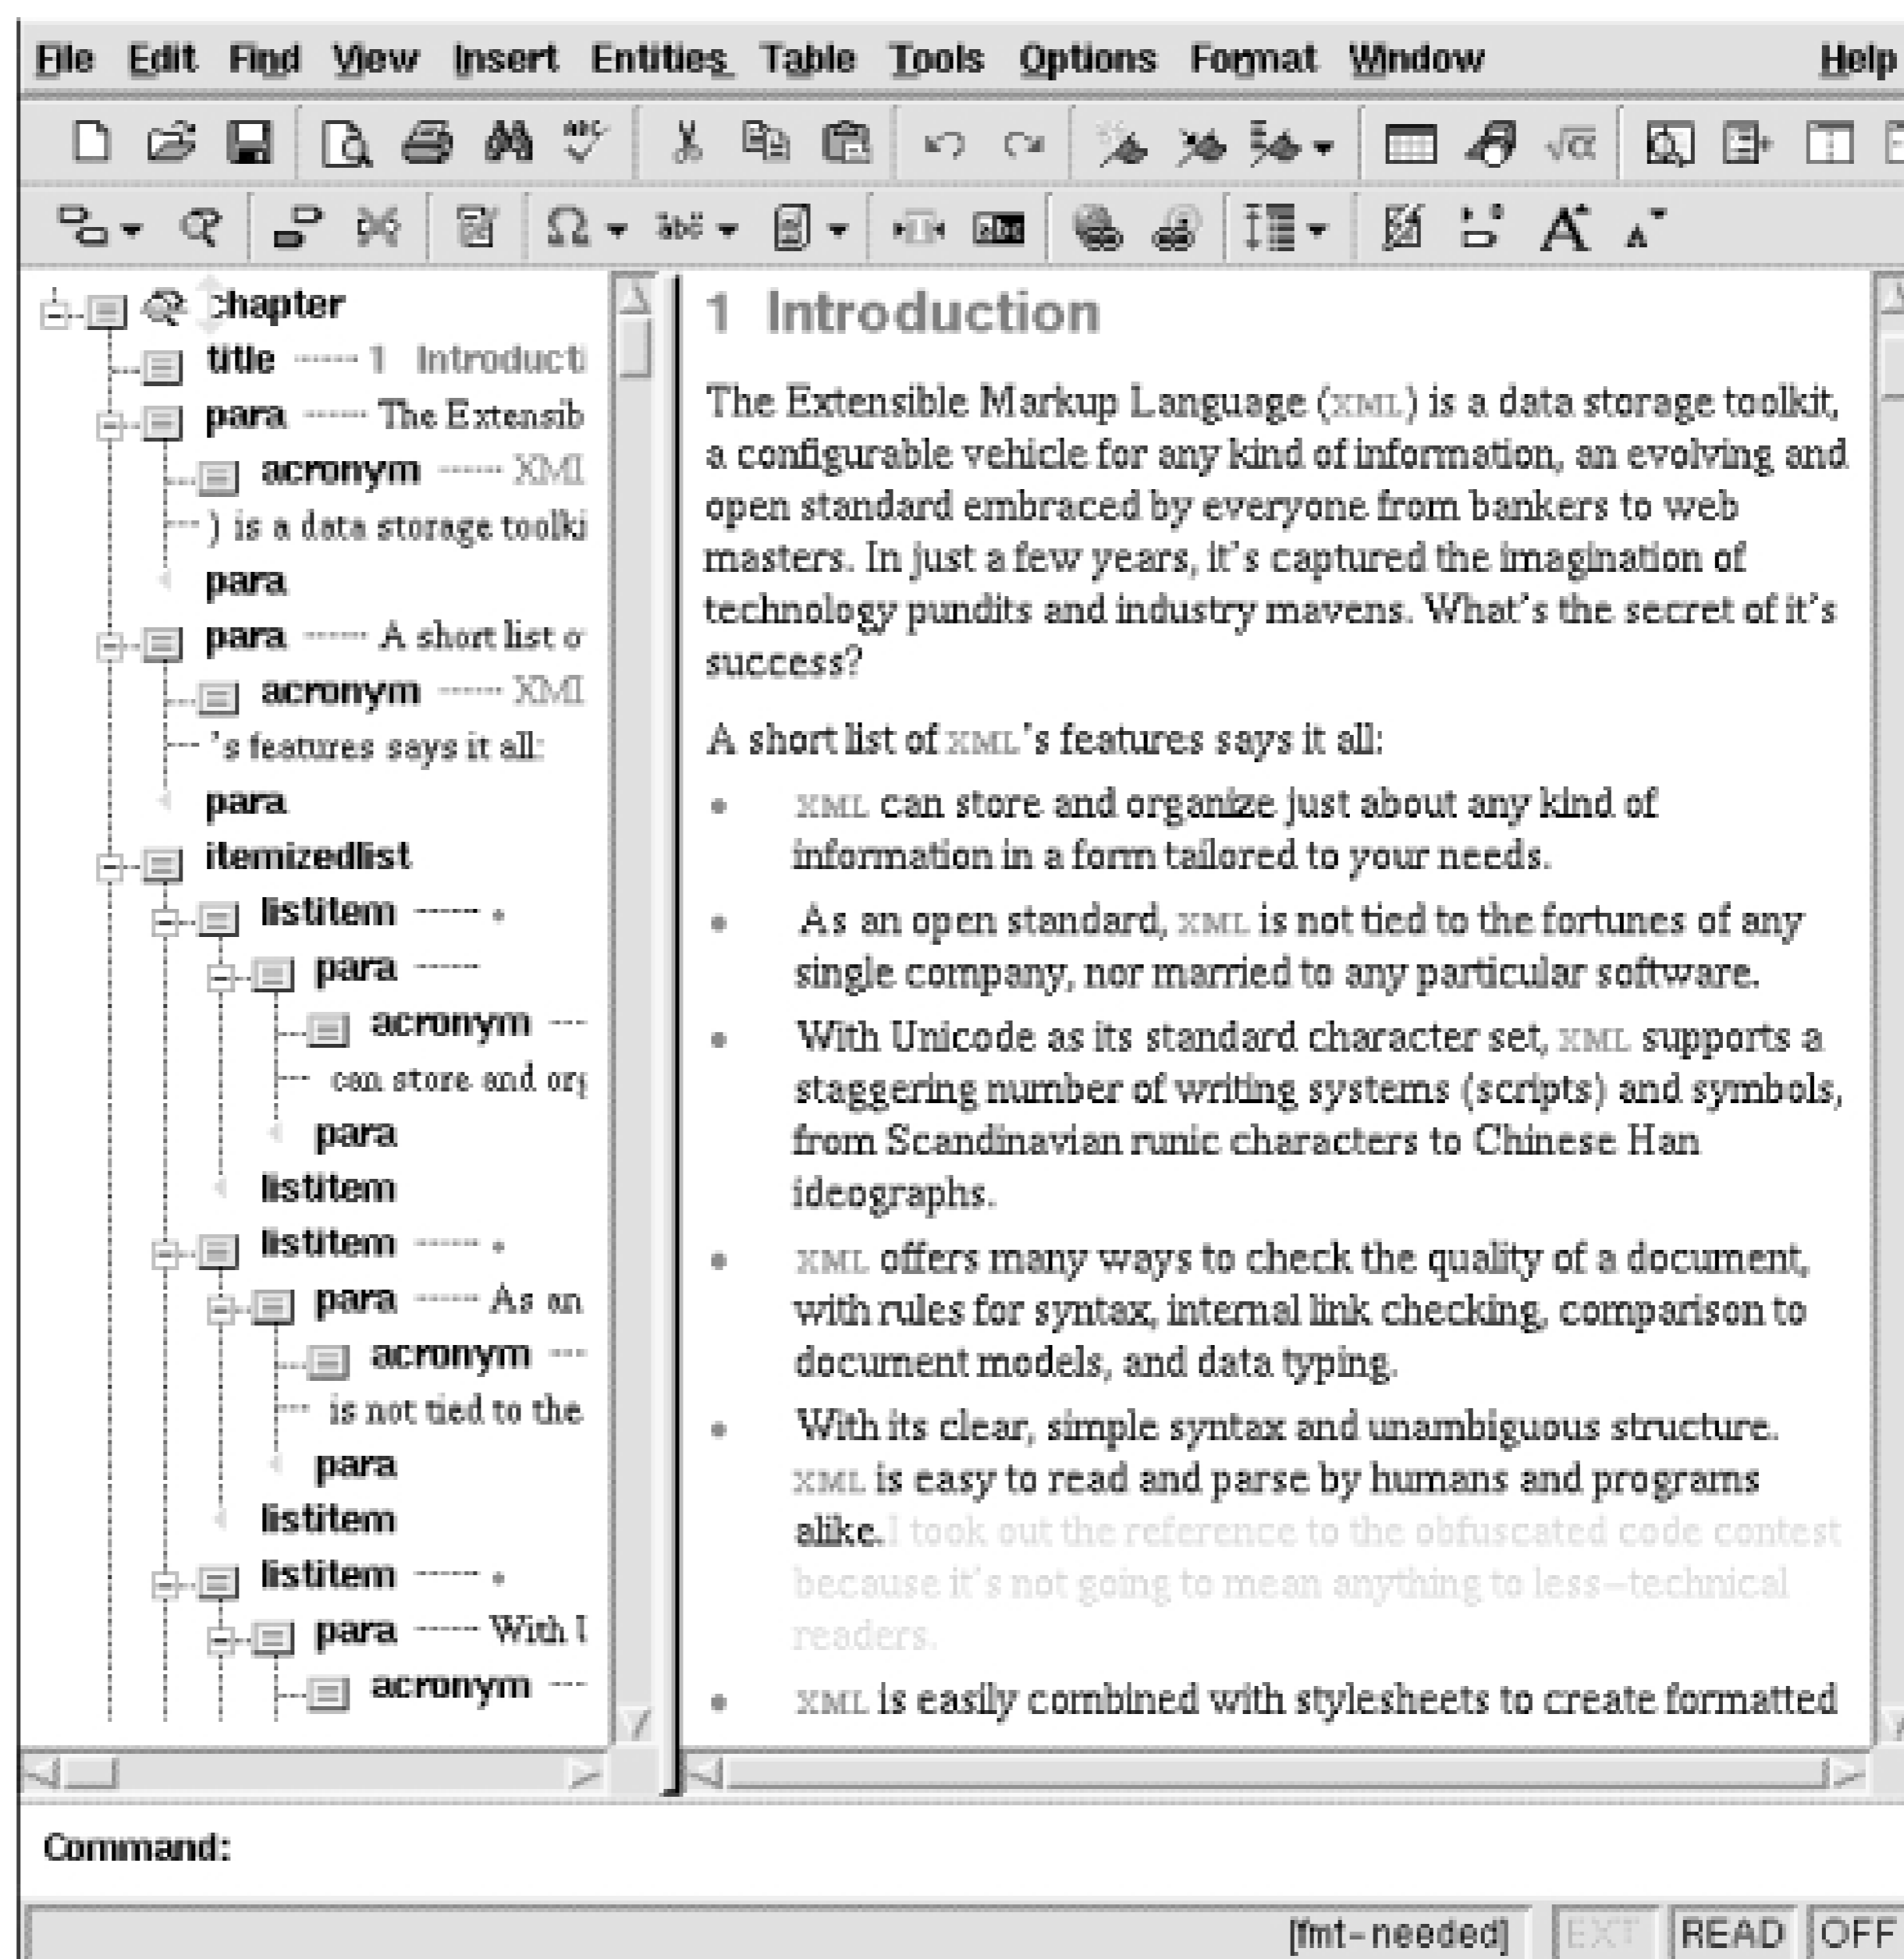 File Edit Find View Insert Entities Table Tools Options Format Window Help
chapter
title 1 Introducti
para The Extensib
acronym XML
) is a data storage toolki
para
para A short list o
acronym XML
's features says it all:
para
itemizedlist
listitem •
para
acronym
can store and org
para
listitem
listitem •
para As an
acronym
is not tied to the
para
listitem
listitem •
para With U
acronym
1 Introduction
The Extensible Markup Language (XML) is a data storage toolkit,
a configurable vehicle for any kind of information, an evolving and
open standard embraced by everyone from bankers to web
masters. In just a few years, it's captured the imagination of
technology pundits and industry mavens. What's the secret of it's
success?
A short list of XML's features says it all:
• XML can store and organize just about any kind of
information in a form tailored to your needs.
• As an open standard, XML is not tied to the fortunes of any
single company, nor married to any particular software.
• With Unicode as its standard character set, XML supports a
staggering number of writing systems (scripts) and symbols,
from Scandinavian runic characters to Chinese Han
ideographs.
• XML offers many ways to check the quality of a document,
with rules for syntax, internal link checking, comparison to
document models, and data typing.
• With its clear, simple syntax and unambiguous structure.
XML is easy to read and parse by humans and programs
alike. I took out the reference to the obfuscated code contest
because it's not going to mean anything to less-technical
readers.
• XML is easily combined with stylesheets to create formatted
Command:
[fmt-needed] EXT READ OFF